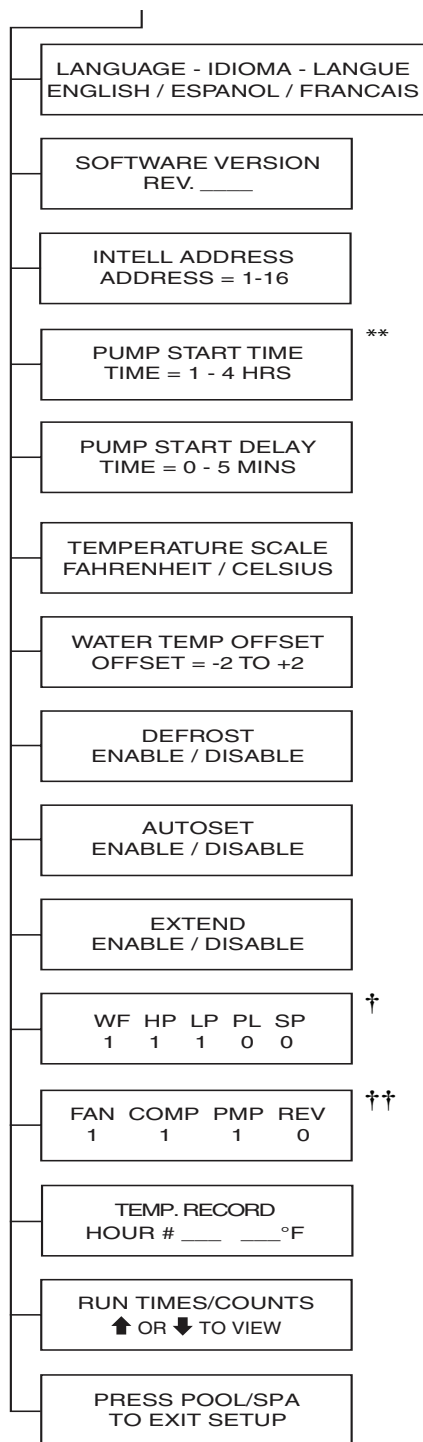 LANGUAGE - IDIOMA - LANGUE
ENGLISH / ESPANOL / FRANCAIS
SOFTWARE VERSION
REV. ____
INTELL ADDRESS
ADDRESS = 1-16
PUMP START TIME **
TIME = 1 - 4 HRS
PUMP START DELAY
TIME = 0 - 5 MINS
TEMPERATURE SCALE
FAHRENHEIT / CELSIUS
WATER TEMP OFFSET
OFFSET = -2 TO +2
DEFROST
ENABLE / DISABLE
AUTOSET
ENABLE / DISABLE
EXTEND
ENABLE / DISABLE
WF HP LP PL SP †
1 1 1 0 0
FAN COMP PMP REV ††
1 1 1 0
TEMP. RECORD
HOUR # ___ ___°F
RUN TIMES/COUNTS
⬆ OR ⬇ TO VIEW
PRESS POOL/SPA
TO EXIT SETUP